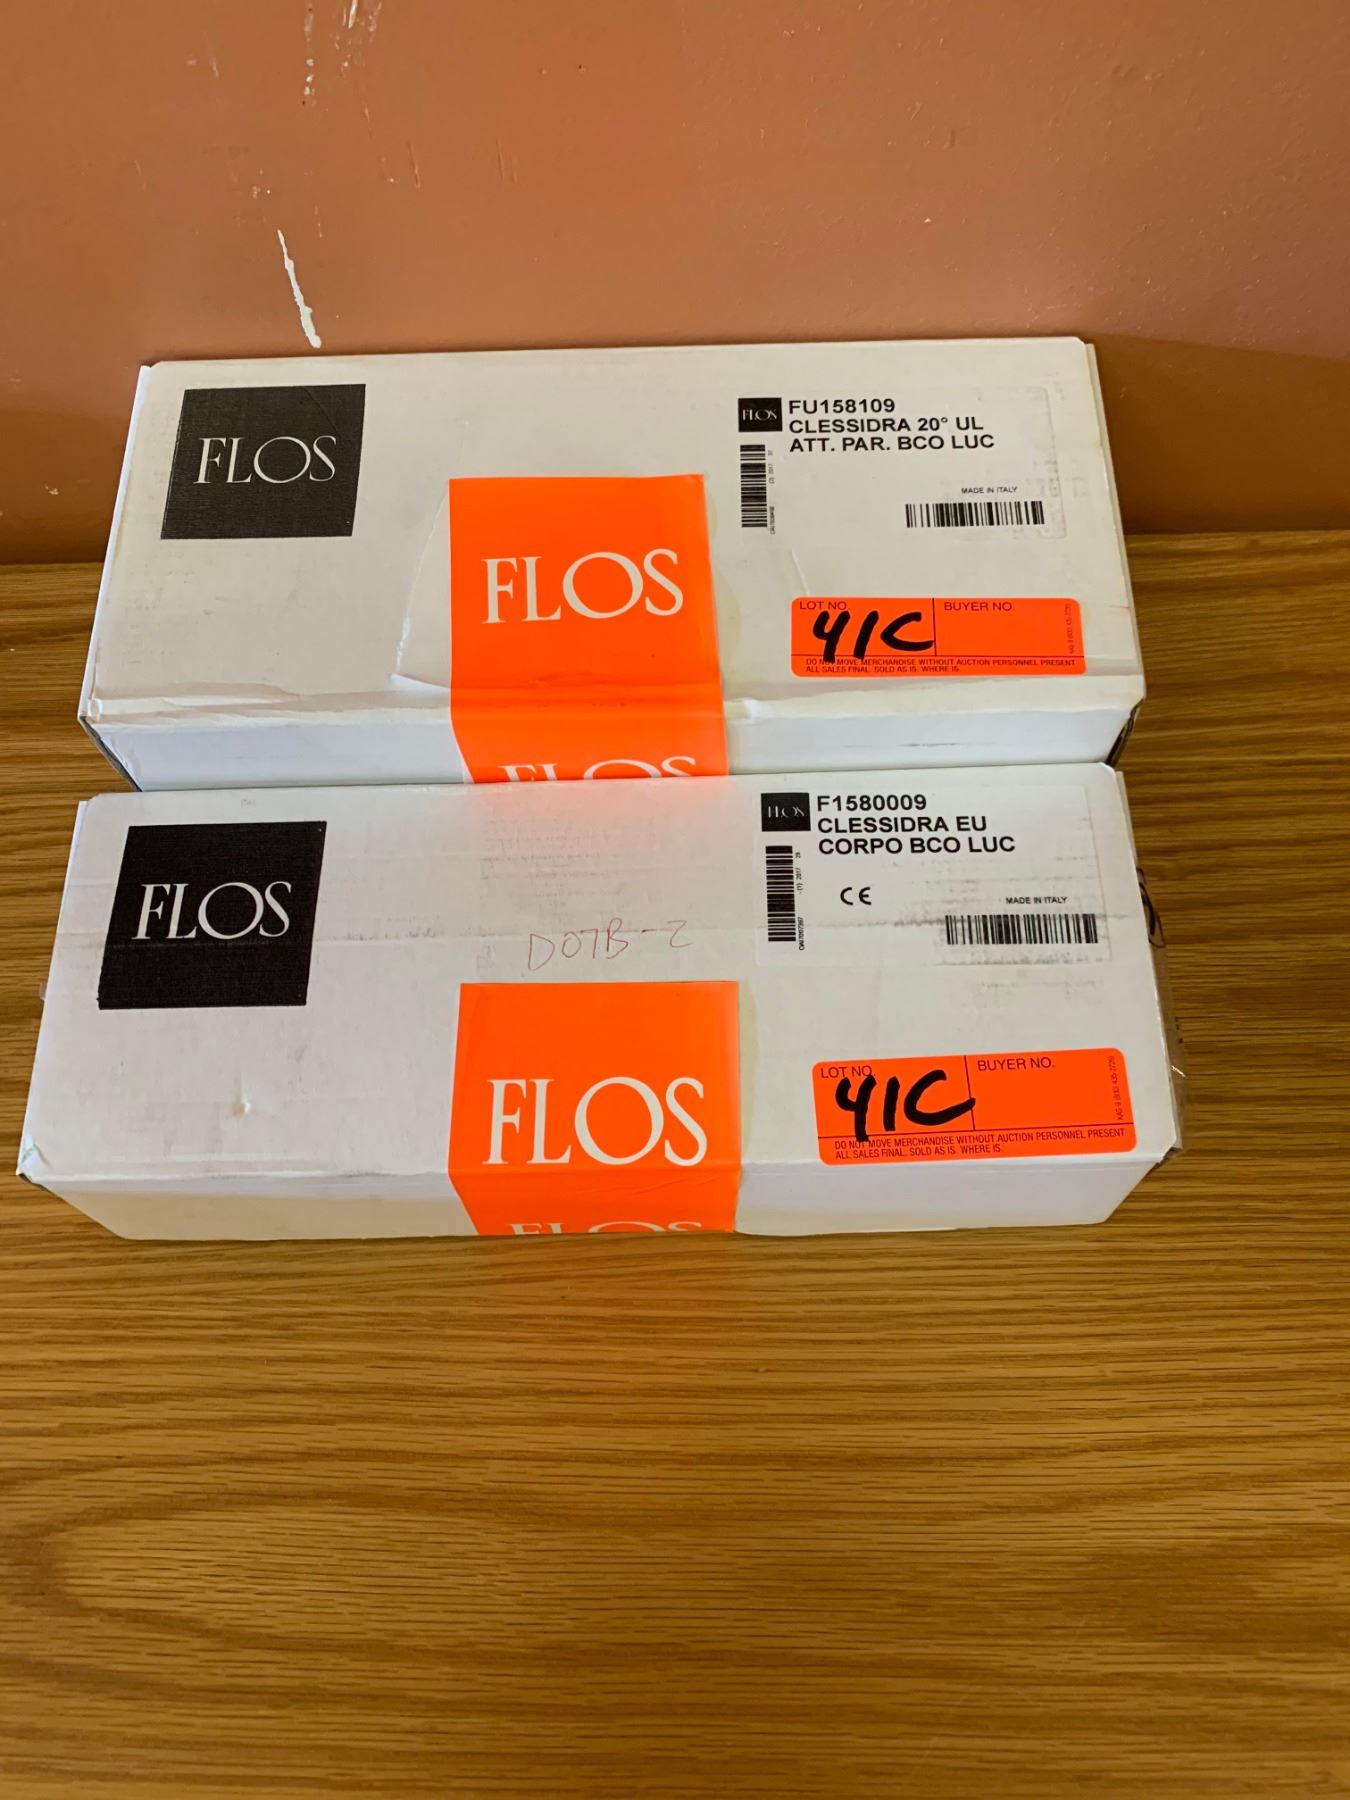 FLOS
FLOS
FU158109
CLESSIDRA 20° UL
ATT. PAR. BCO LUC
MADE IN ITALY
FLOS
LOT NO.
41C
BUYER NO.
DO NOT MOVE MERCHANDISE WITHOUT AUCTION PERSONNEL PRESENT
ALL SALES FINAL. SOLD AS IS. WHERE IS.
FLOS
FLOS
FLOS
F1580009
CLESSIDRA EU
CORPO BCO LUC
CE
MADE IN ITALY
D07B-2
FLOS
LOT NO.
41C
BUYER NO.
DO NOT MOVE MERCHANDISE WITHOUT AUCTION PERSONNEL PRESENT
ALL SALES FINAL. SOLD AS IS. WHERE IS.
FLOS